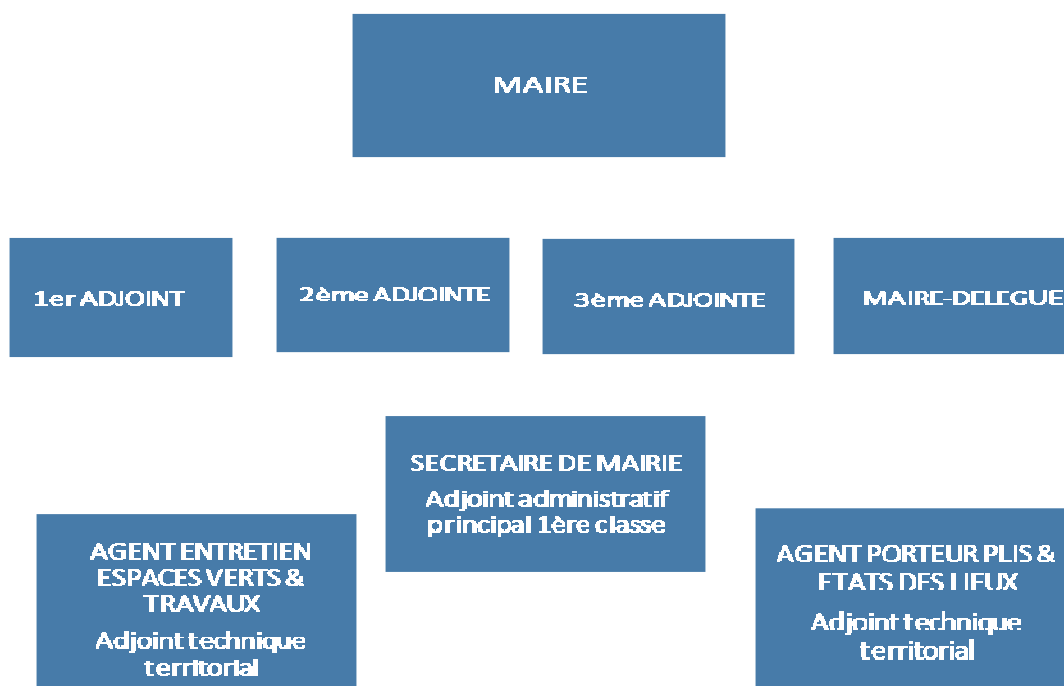 MAIRE
1er ADJOINT
2ème ADJOINTE
3ème ADJOINTE
MAIRE-DELEGUE
SECRETAIRE DE MAIRIE
Adjoint administratif
principal 1ère classe
AGENT ENTRETIEN
ESPACES VERTS &
TRAVAUX
Adjoint technique
territorial
AGENT PORTEUR PLIS &
ETATS DES LIEUX
Adjoint technique
territorial